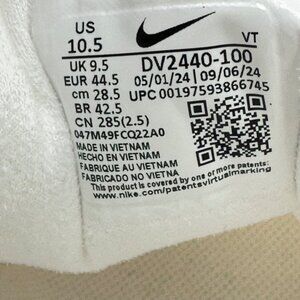 US VT
10.5 DV2440-100
UK 9.5 05/01/24 09/06/24
EUR 44.5 UPC 00197593866745
cm 28.5
BR 42.5
CN 285(2.5)
047M49FCQ22A0
MADE IN VIETNAM
HECHO EN VIETNAM
FABRIQUE AU VIETNAM
FABRICADO NO VIETNA
This product is covered by one or more patents:
www.nike.com/patentsvirtualmarking